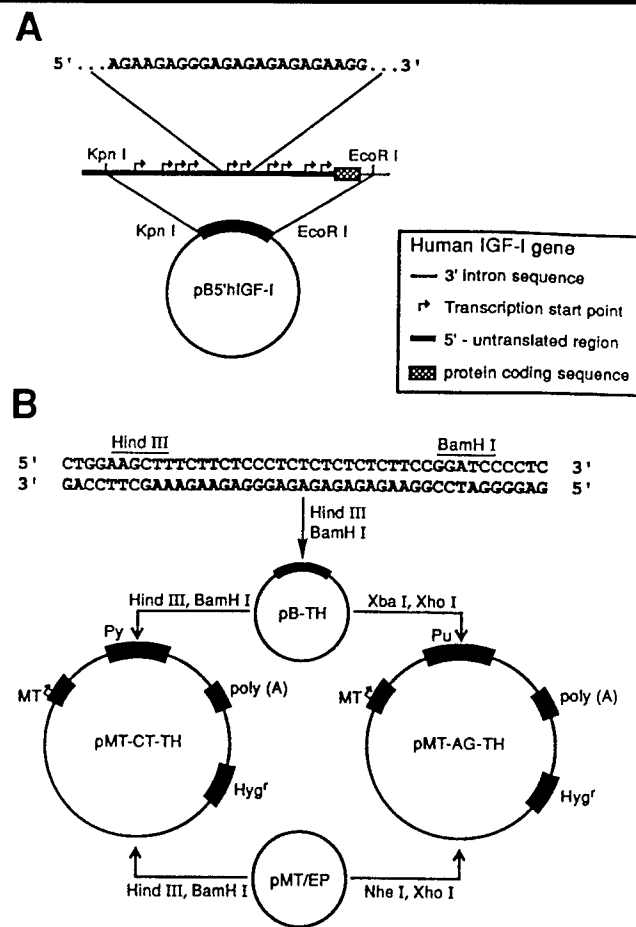 A
5' ...AGAAGAGGGAGAGAGAGAGAAGG...3'
Kpn I
EcoR I
Kpn I
EcoR I
pB5'hIGF-I
Human IGF-I gene
3' intron sequence
Transcription start point
5' - untranslated region
protein coding sequence
B
Hind III
BamH I
5' CTGGAAGCTTTCTTCTCCCTCTCTCTCTCTTCCGGATCCCCTC 3'
3' GACCTTCGAAAGAAGAGGGAGAGAGAGAGAAGGCCTAGGGGAG 5'
Hind III
BamH I
Hind III, BamH I
pB-TH
Xba I, Xho I
Py
Pu
MT
poly (A)
MT
poly (A)
pMT-CT-TH
pMT-AG-TH
Hygr
Hygr
pMT/EP
Hind III, BamH I
Nhe I, Xho I